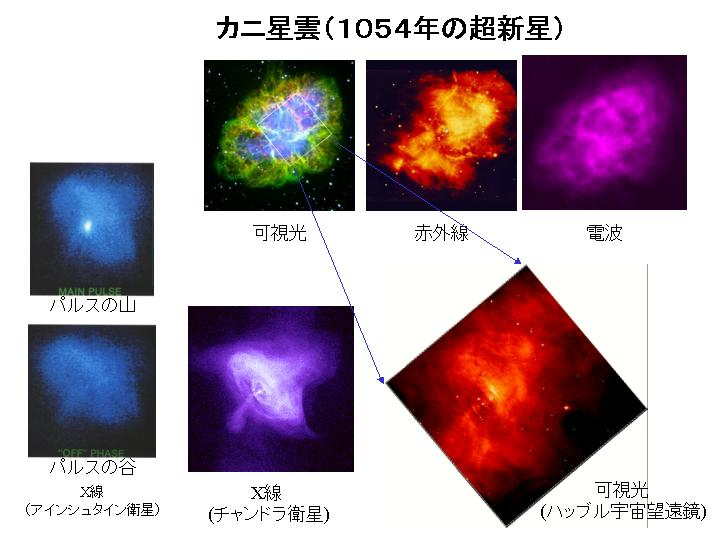 カニ星雲（1054年の超新星）
可視光
赤外線
電波
MAIN PULSE
パルスの山
"OFF" PHASE
パルスの谷
X線
（アインシュタイン衛星）
X線
（チャンドラ衛星）
可視光
（ハッブル宇宙望遠鏡）